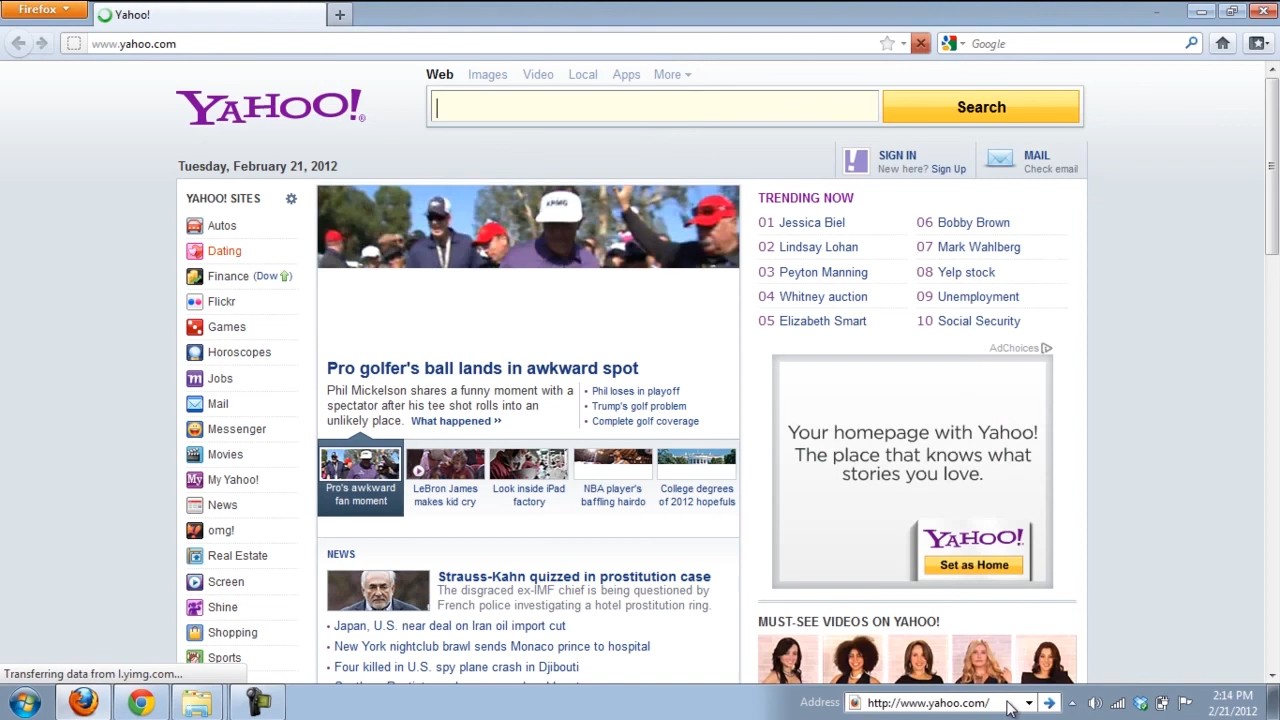 Firefox
Yahoo!
www.yahoo.com
Google
Web Images Video Local Apps More
YAHOO!
Search
Tuesday, February 21, 2012
SIGN IN
New here? Sign Up
MAIL
Check email
YAHOO! SITES
Autos
Dating
Finance (Dow)
Flickr
Games
Horoscopes
Jobs
Mail
Messenger
Movies
My Yahoo!
News
omg!
Real Estate
Screen
Shine
Shopping
Sports
KPMG
Pro golfer's ball lands in awkward spot
Phil Mickelson shares a funny moment with a
spectator after his tee shot rolls into an
unlikely place. What happened »
• Phil loses in playoff
• Trump's golf problem
• Complete golf coverage
Pro's awkward
fan moment
LeBron James
makes kid cry
Look inside iPad
factory
NBA player's
baffling hairdo
College degrees
of 2012 hopefuls
NEWS
Strauss-Kahn quizzed in prostitution case
The disgraced ex-IMF chief is being questioned by
French police investigating a hotel prostitution ring.
• Japan, U.S. near deal on Iran oil import cut
• New York nightclub brawl sends Monaco prince to hospital
• Four killed in U.S. spy plane crash in Djibouti
TRENDING NOW
01 Jessica Biel
02 Lindsay Lohan
03 Peyton Manning
04 Whitney auction
05 Elizabeth Smart
06 Bobby Brown
07 Mark Wahlberg
08 Yelp stock
09 Unemployment
10 Social Security
AdChoices
Your homepage with Yahoo!
The place that knows what
stories you love.
YAHOO!
Set as Home
MUST-SEE VIDEOS ON YAHOO!
Transferring data from l.yimg.com...
Address http://www.yahoo.com/
2:14 PM
2/21/2012